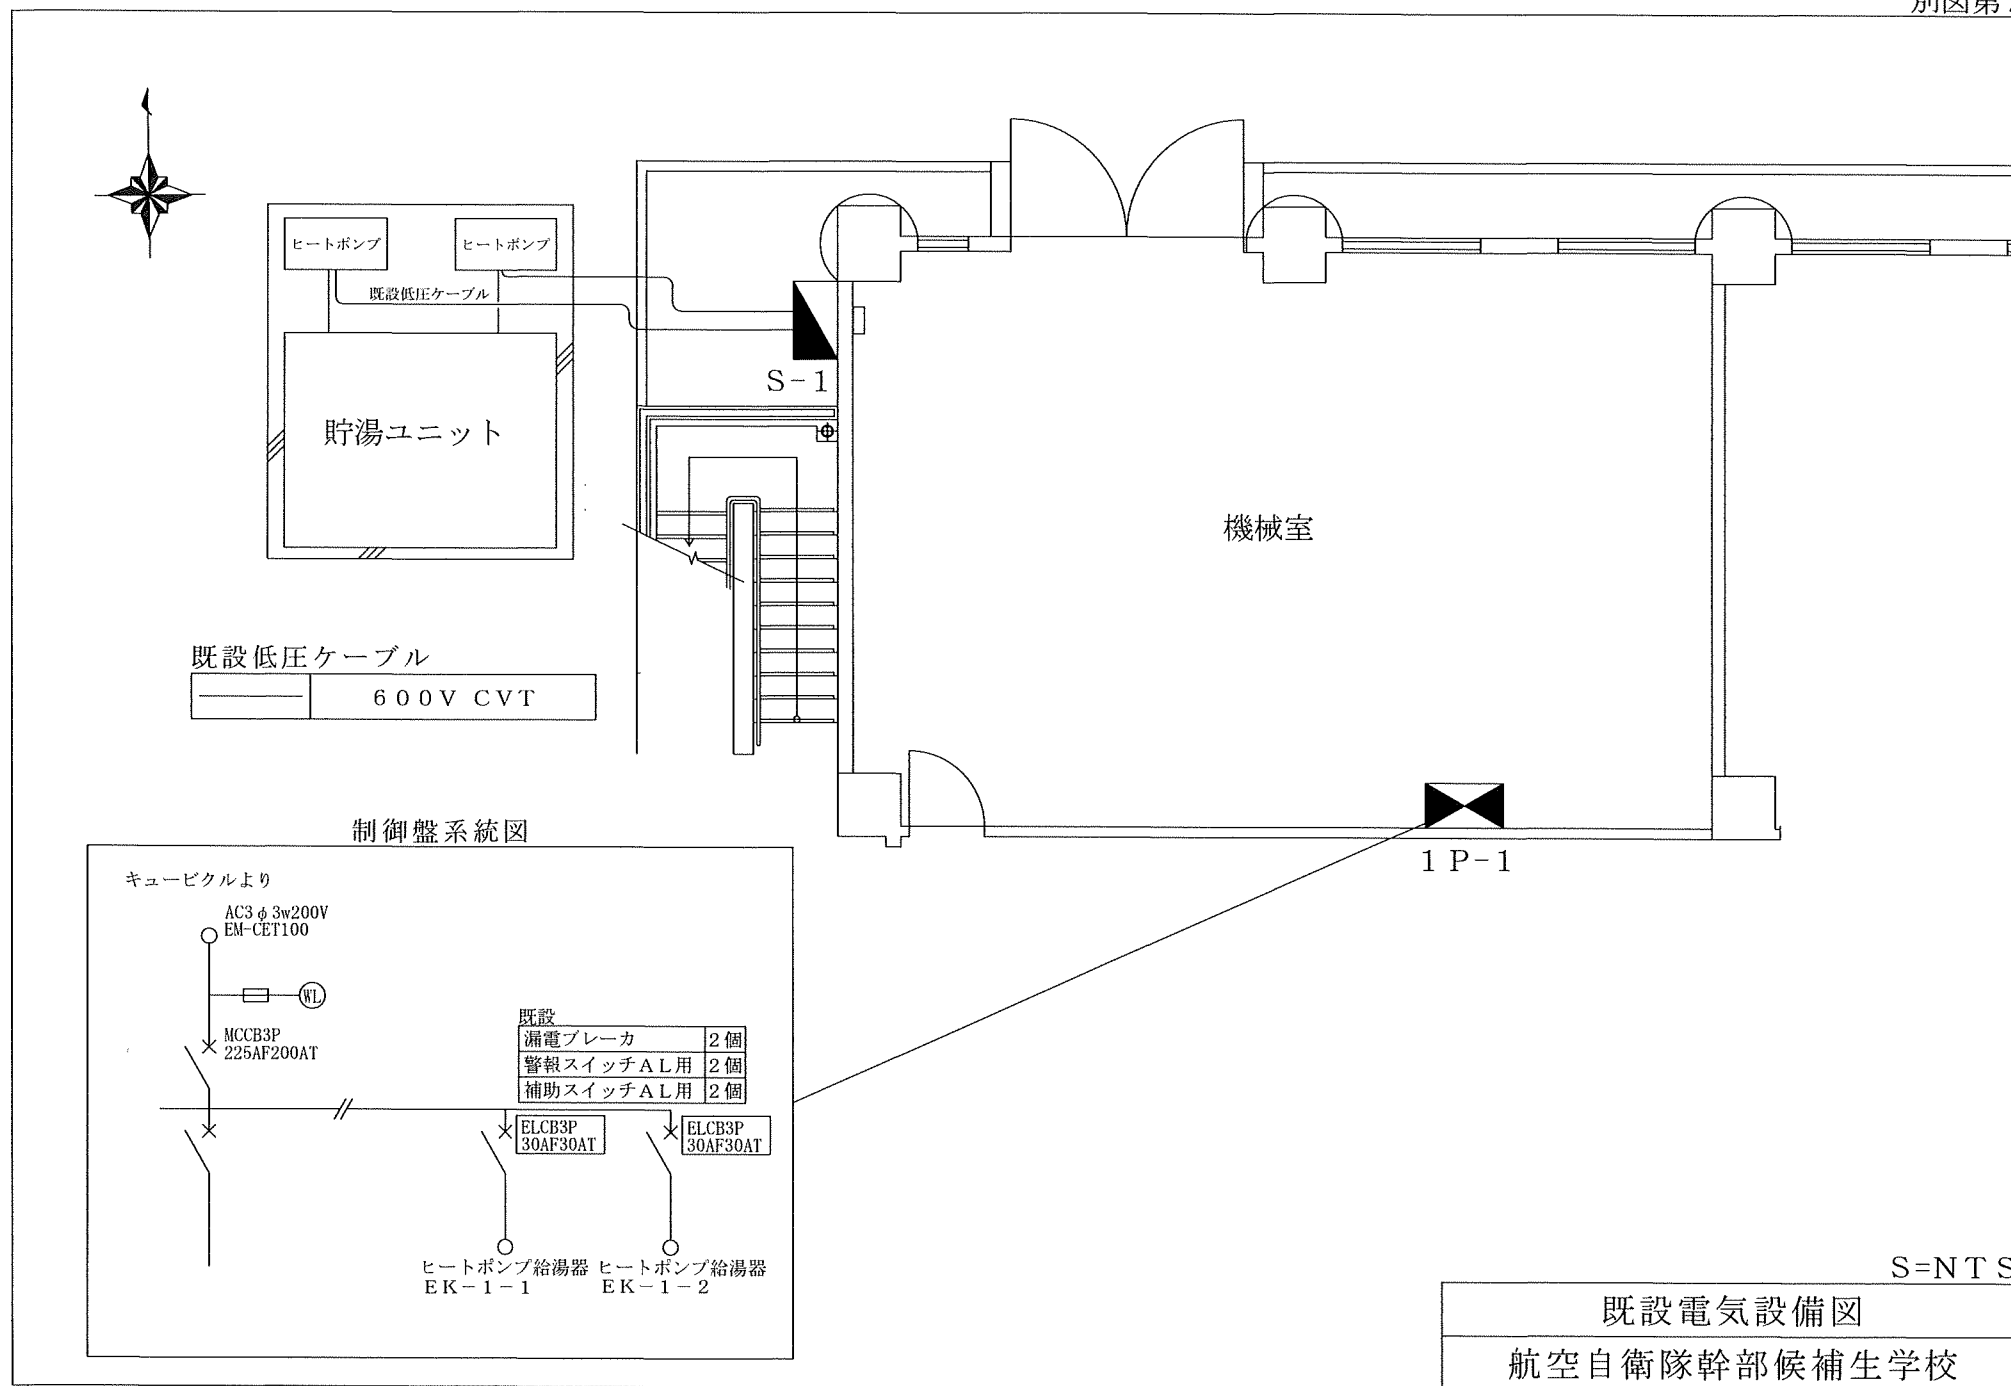 別図第
ヒートポンプ
ヒートポンプ
既設低圧ケーブル
S-1
貯湯ユニット
機械室
既設低圧ケーブル
600V CVT
1P-1
制御盤系統図
キュービクルより
AC3φ3w200V
EM-CET100
WL
MCCB3P
225AF200AT
既設
漏電ブレーカ 2個
警報スイッチAL用 2個
補助スイッチAL用 2個
ELCB3P
30AF30AT
ELCB3P
30AF30AT
ヒートポンプ給湯器
EK-1-1
ヒートポンプ給湯器
EK-1-2
S=NTS
既設電気設備図
航空自衛隊幹部候補生学校